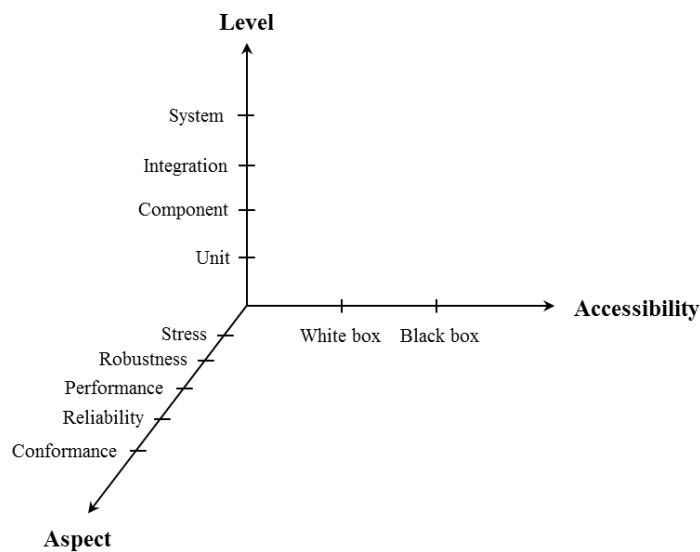 Level
System
Integration
Component
Unit
Accessibility
White box Black box
Stress
Robustness
Performance
Reliability
Conformance
Aspect